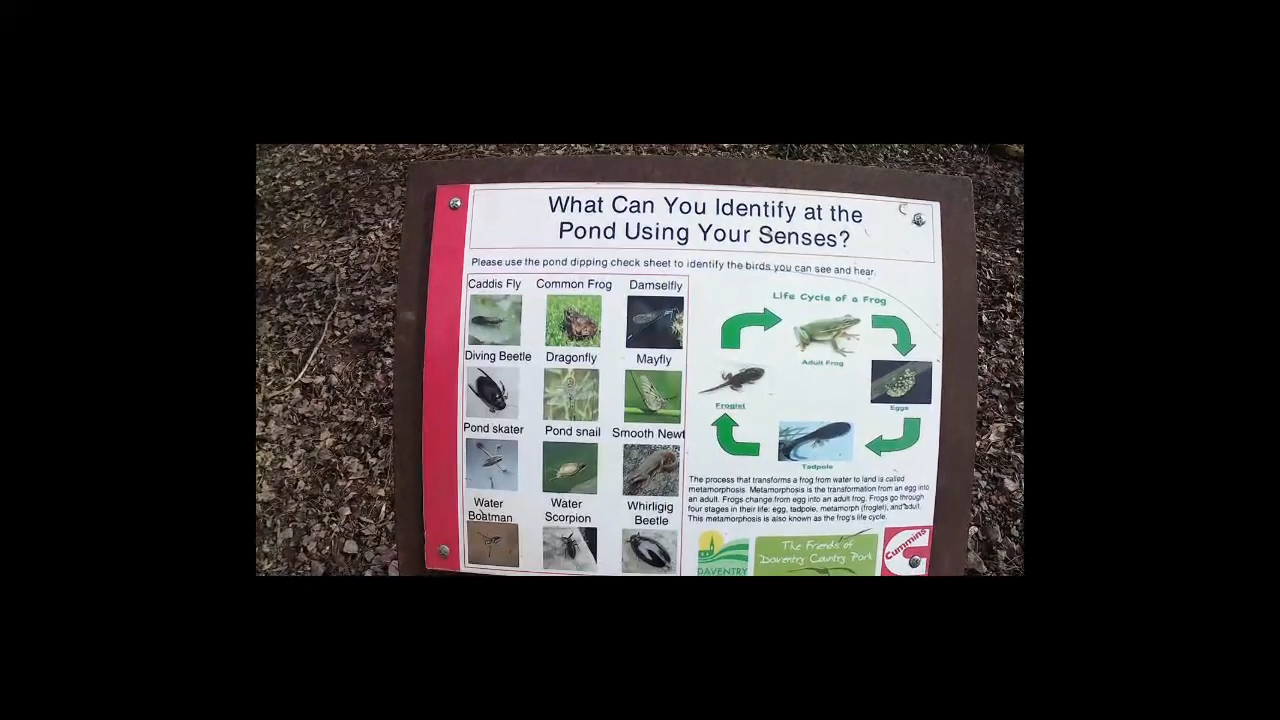 What Can You Identify at the
Pond Using Your Senses?
Please use the pond dipping check sheet to identify the birds you can see and hear.
Caddis Fly
Common Frog
Damselfly
Diving Beetle
Dragonfly
Mayfly
Pond skater
Pond snail
Smooth Newt
Water
Boatman
Water
Scorpion
Whirligig
Beetle
Life Cycle of a Frog
Adult Frog
Eggs
Tadpole
Froglet
The process that transforms a frog from water to land is called
metamorphosis. Metamorphosis is the transformation from an egg into
an adult. Frogs change from egg into an adult frog. Frogs go through
four stages in their life: egg, tadpole, metamorph (froglet), and adult.
This metamorphosis is also known as the frog's life cycle.
DAVENTRY
The Friends of
Daventry Country Park
Cummins